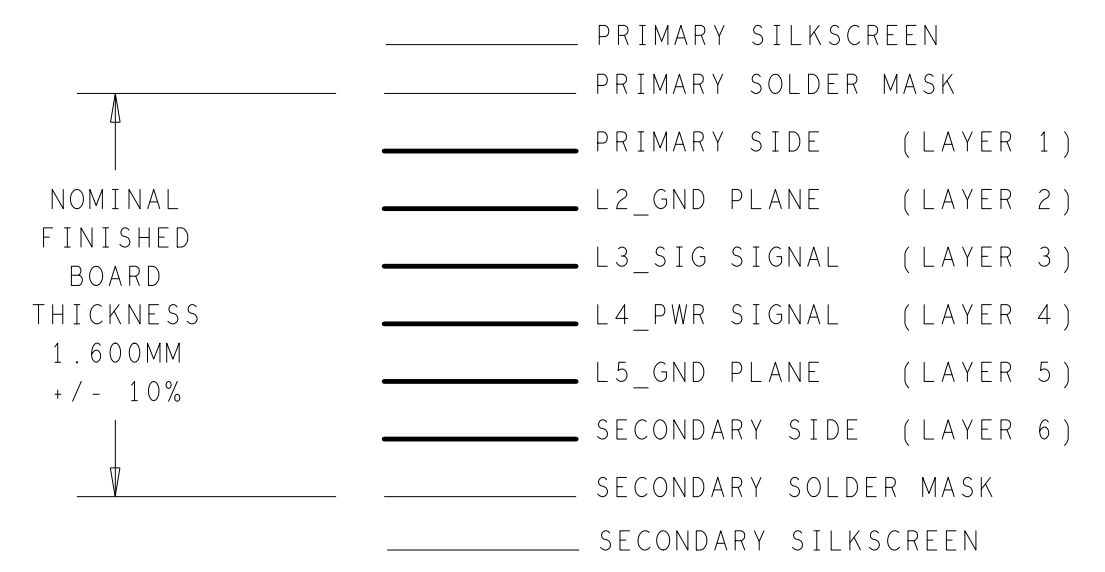 PRIMARY SILKSCREEN
PRIMARY SOLDER MASK
PRIMARY SIDE (LAYER 1)
L2_GND PLANE (LAYER 2)
L3_SIG SIGNAL (LAYER 3)
L4_PWR SIGNAL (LAYER 4)
L5_GND PLANE (LAYER 5)
SECONDARY SIDE (LAYER 6)
SECONDARY SOLDER MASK
SECONDARY SILKSCREEN
NOMINAL
FINISHED
BOARD
THICKNESS
1.600MM
+/- 10%